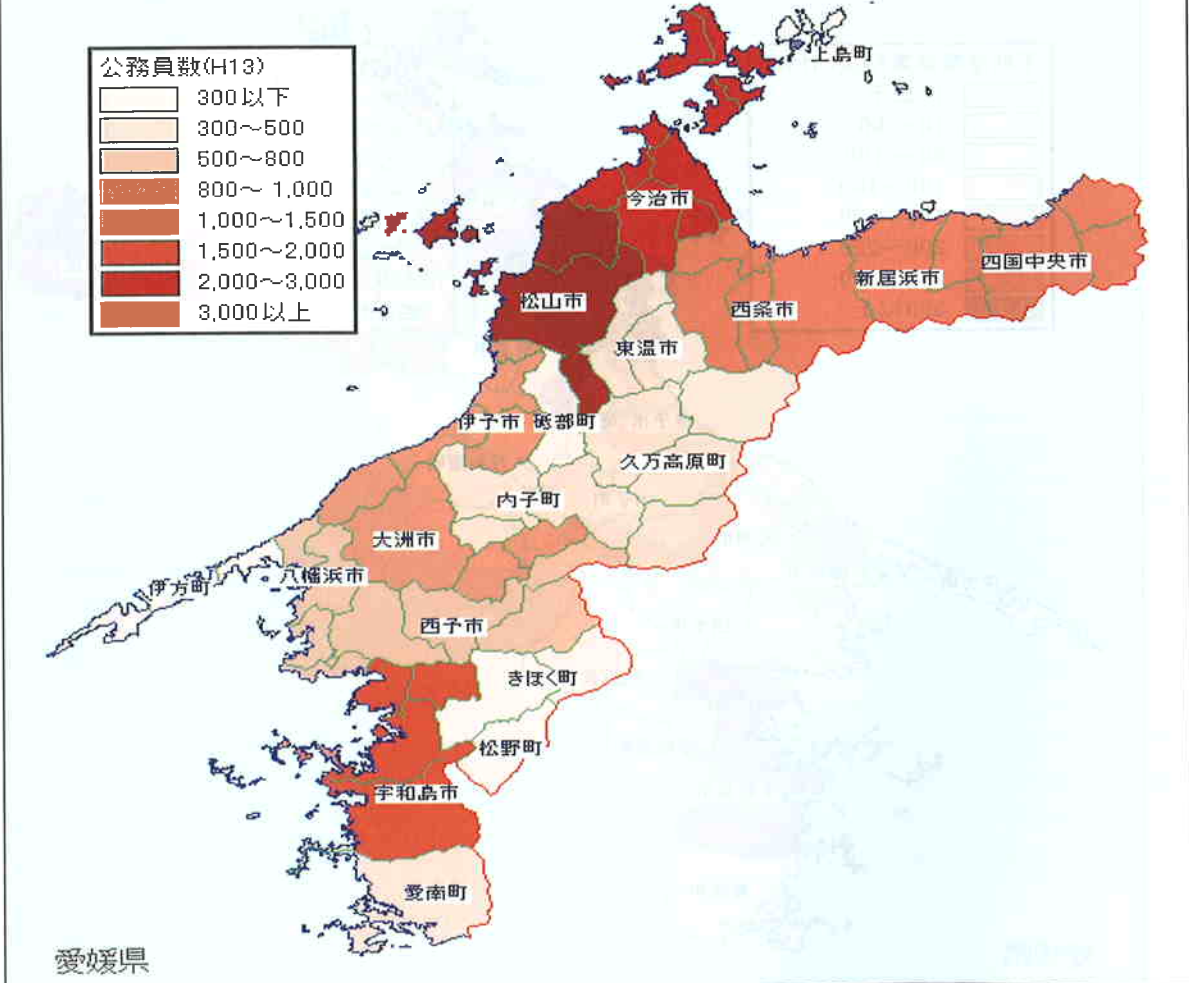 公務員数(H13)
300以下
300~500
500~800
800~ 1,000
1,000~1,500
1,500~2,000
2,000~3,000
3,000以上
上島町
今治市
四国中央市
新居浜市
松山市
西条市
東温市
伊予市
砥部町
久万高原町
内子町
大洲市
八幡浜市
伊方町
西予市
きほく町
松野町
宇和島市
愛南町
愛媛県